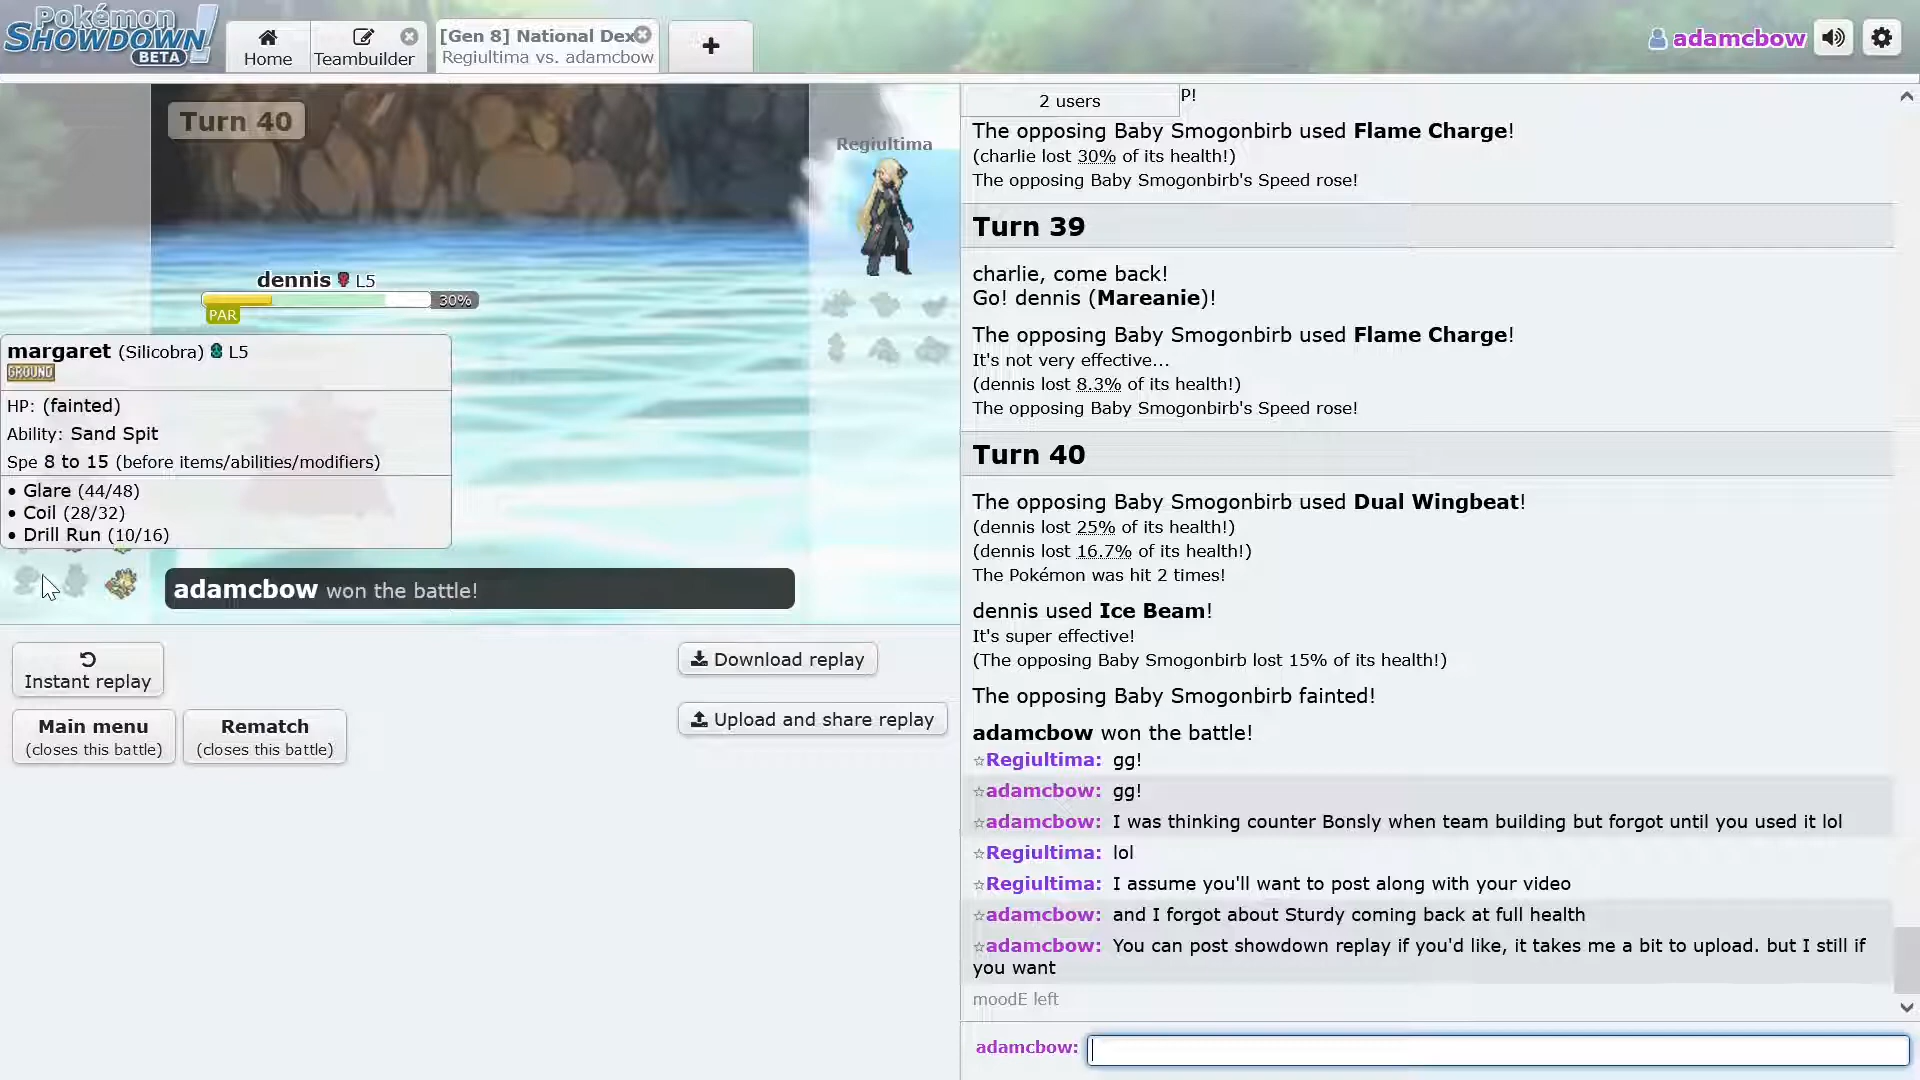 Pokémon
SHOWDOWN!
BETA
Home
Teambuilder
[Gen 8] National Dex
Regiultima vs. adamcbow
adamcbow
Turn 40
Regiultima
dennis L5
30%
PAR
margaret (Silicobra) L5
GROUND
HP: (fainted)
Ability: Sand Spit
Spe 8 to 15 (before items/abilities/modifiers)
• Glare (44/48)
• Coil (28/32)
• Drill Run (10/16)
adamcbow won the battle!
Instant replay
Download replay
Upload and share replay
Main menu
(closes this battle)
Rematch
(closes this battle)
2 users
P!
The opposing Baby Smogonbirb used Flame Charge!
(charlie lost 30% of its health!)
The opposing Baby Smogonbirb's Speed rose!
Turn 39
charlie, come back!
Go! dennis (Mareanie)!
The opposing Baby Smogonbirb used Flame Charge!
It's not very effective...
(dennis lost 8.3% of its health!)
The opposing Baby Smogonbirb's Speed rose!
Turn 40
The opposing Baby Smogonbirb used Dual Wingbeat!
(dennis lost 25% of its health!)
(dennis lost 16.7% of its health!)
The Pokémon was hit 2 times!
dennis used Ice Beam!
It's super effective!
(The opposing Baby Smogonbirb lost 15% of its health!)
The opposing Baby Smogonbirb fainted!
adamcbow won the battle!
☆Regiultima: gg!
☆adamcbow: gg!
☆adamcbow: I was thinking counter Bonsly when team building but forgot until you used it lol
☆Regiultima: lol
☆Regiultima: I assume you'll want to post along with your video
☆adamcbow: and I forgot about Sturdy coming back at full health
☆adamcbow: You can post showdown replay if you'd like, it takes me a bit to upload. but I still if
you want
moodE left
adamcbow: